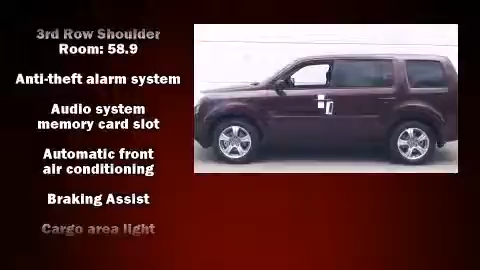 3rd Row Shoulder
Room: 58.9
Anti-theft alarm system
Audio system
memory card slot
Automatic front
air conditioning
Braking Assist
Cargo area light